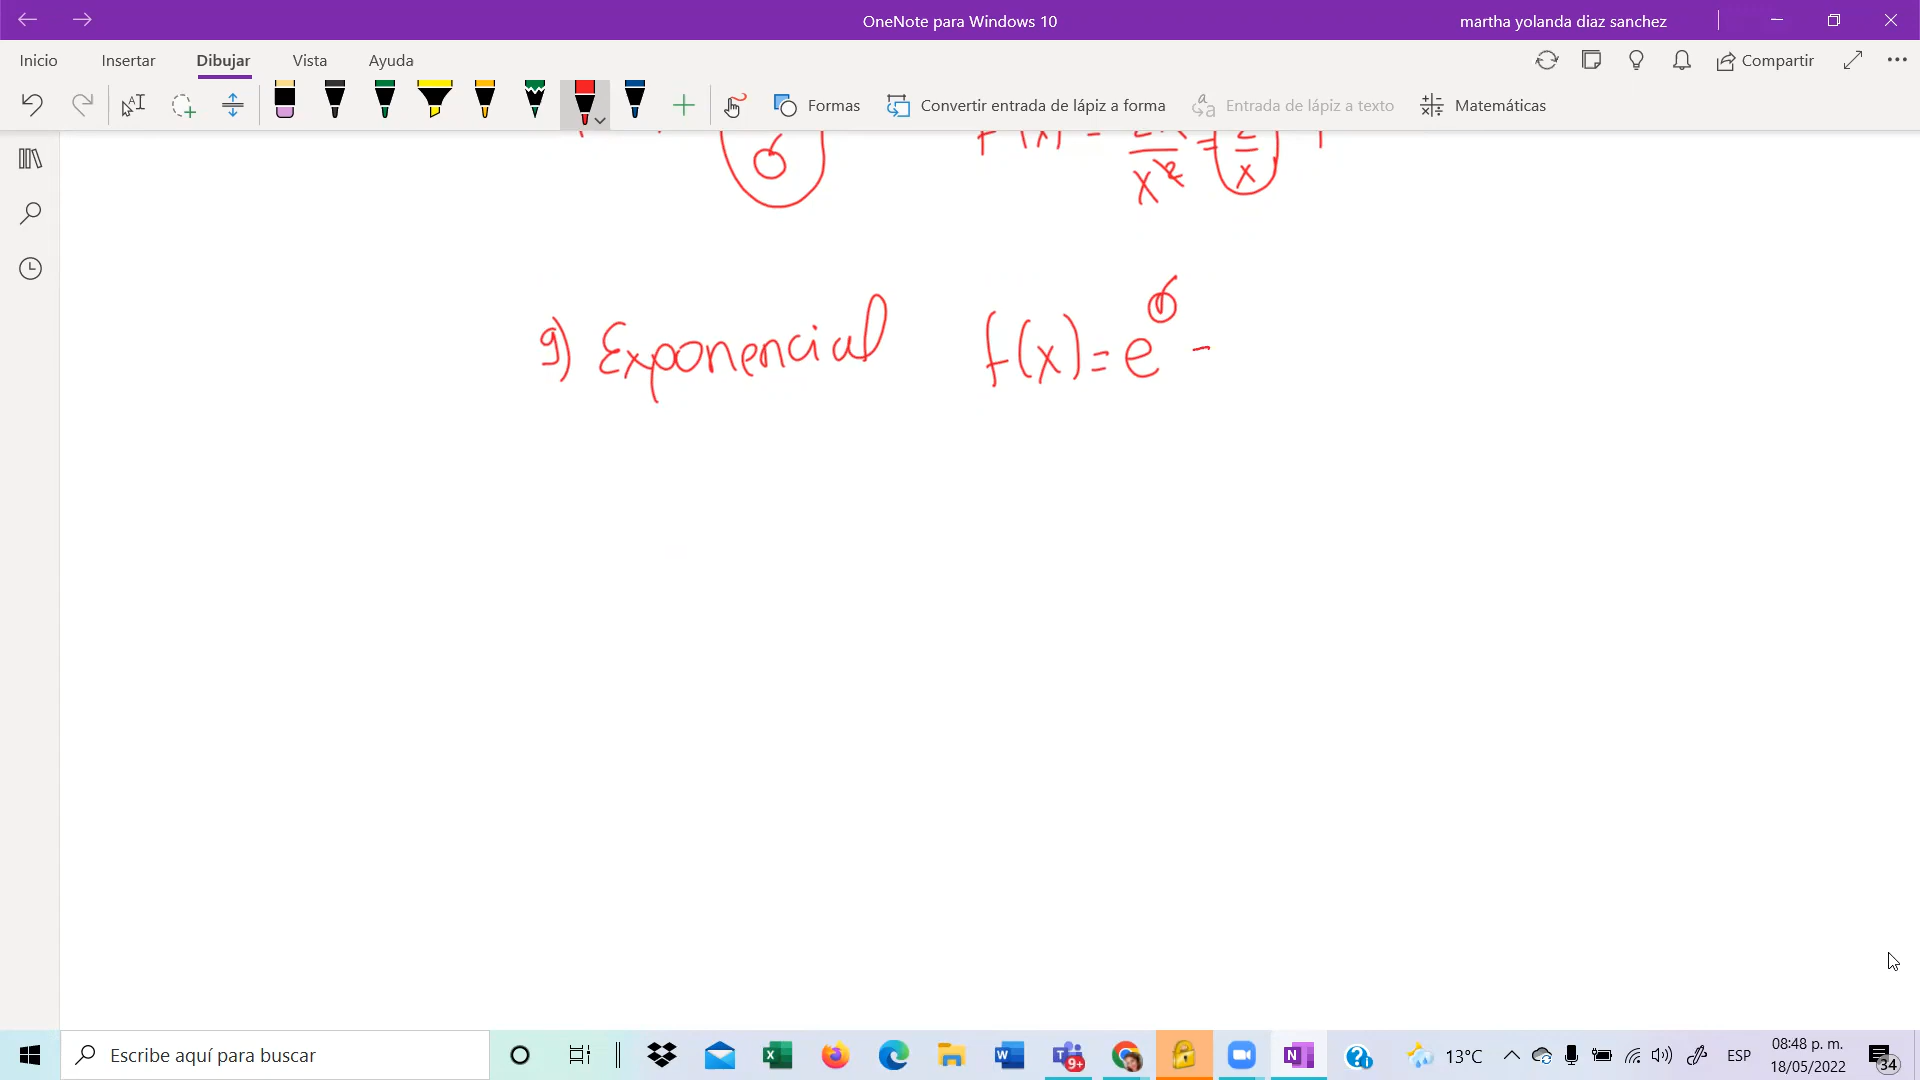 OneNote para Windows 10
martha yolanda diaz sanchez
Inicio Insertar Dibujar Vista Ayuda
Compartir
Formas Convertir entrada de lápiz a forma Entrada de lápiz a texto Matemáticas
9) Exponencial f(x) = e^σ -
Escribe aquí para buscar
9+
13°C
ESP
08:48 p. m.
18/05/2022
34